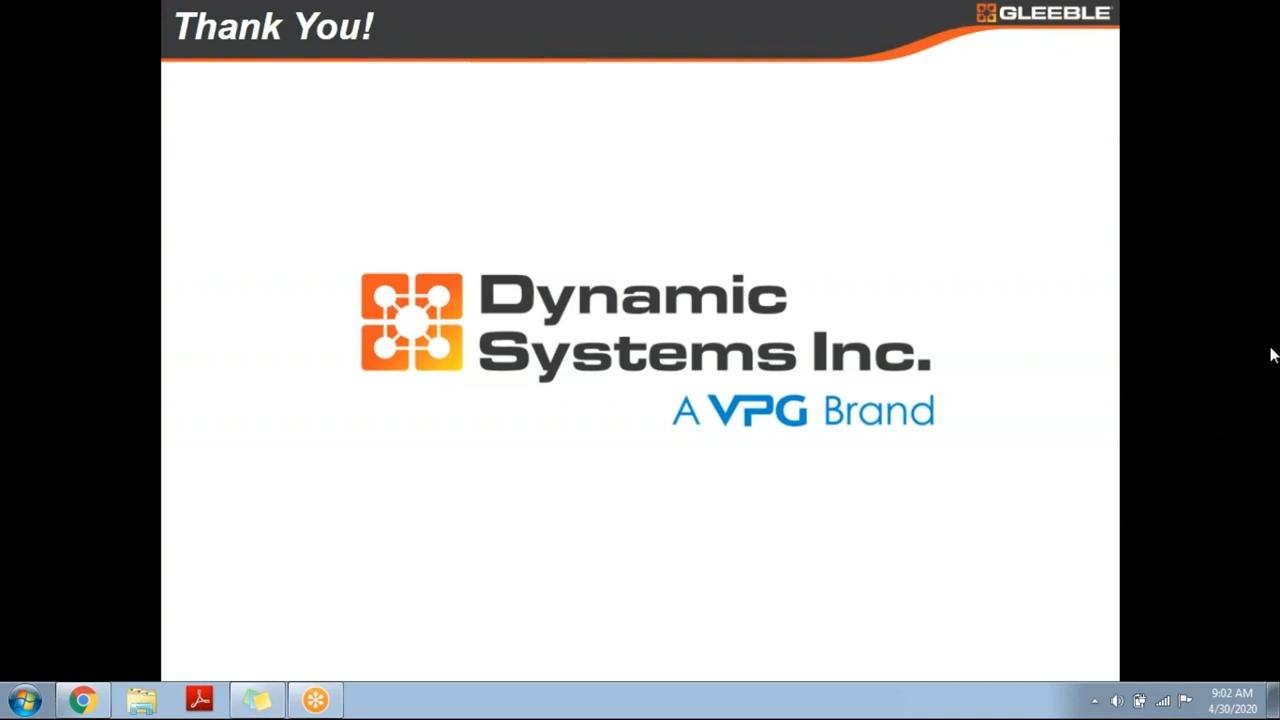 Thank You!
GLEEBLE
Dynamic
Systems Inc.
A VPG Brand
9:02 AM
4/30/2020